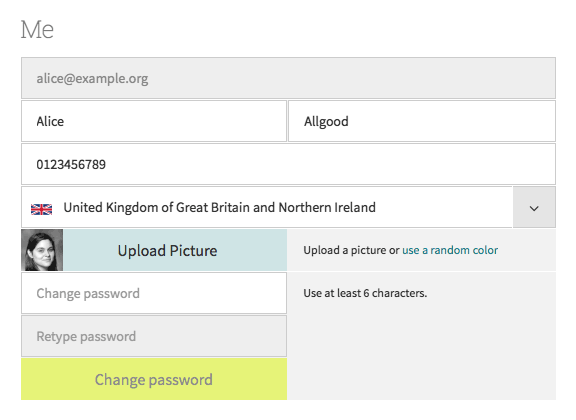 Me
alice@example.org
Alice Allgood
0123456789
United Kingdom of Great Britain and Northern Ireland
Upload Picture Upload a picture or use a random color
Change password Use at least 6 characters.
Retype password
Change password